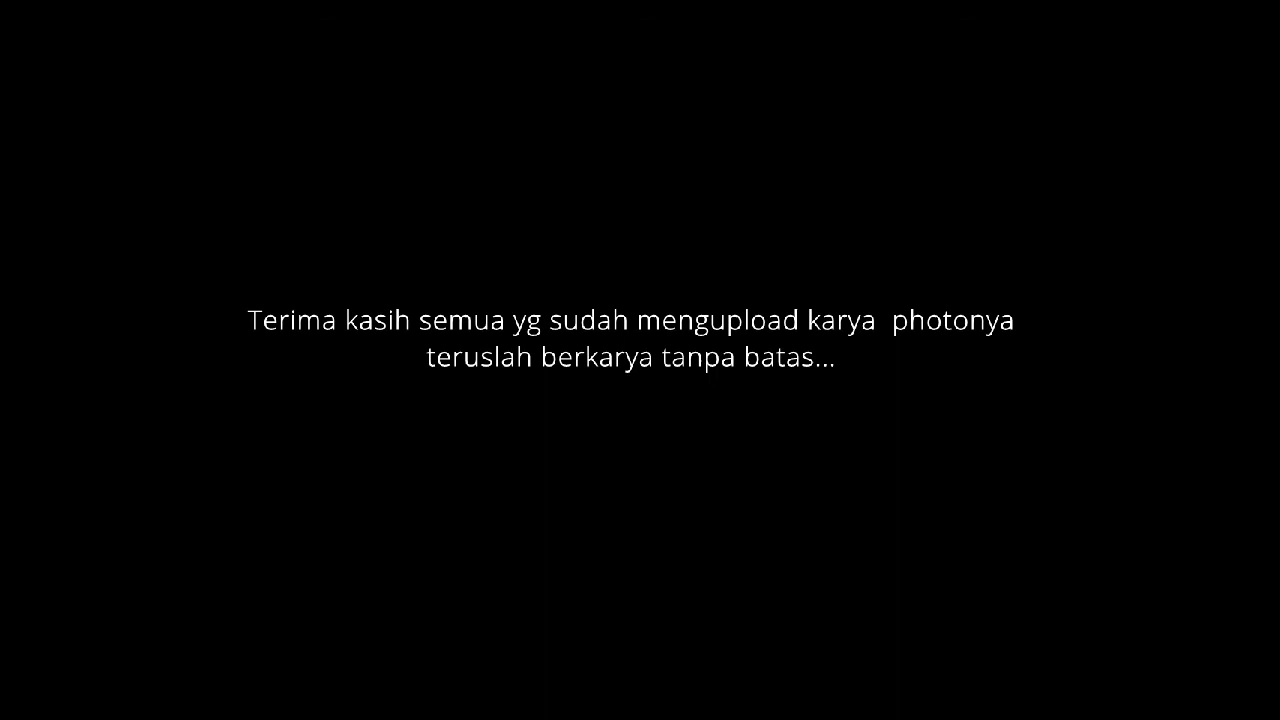 Terima kasih semua yg sudah mengupload karya  photonya
teruslah berkarya tanpa batas...